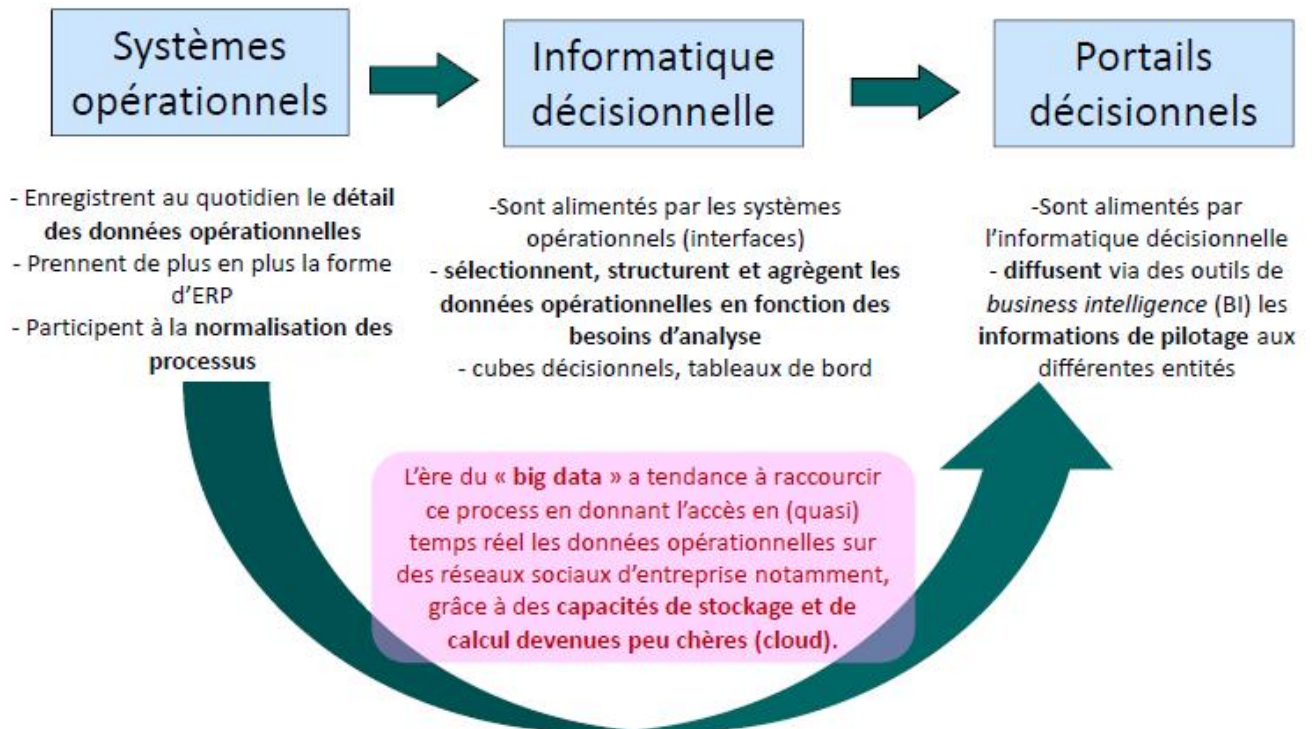 Systèmes
opérationnels
- Enregistrent au quotidien le détail
des données opérationnelles
- Prennent de plus en plus la forme
d'ERP
- Participent à la normalisation des
processus
Informatique
décisionnelle
-Sont alimentés par les systèmes
opérationnels (interfaces)
- sélectionnent, structurent et agrègent les
données opérationnelles en fonction des
besoins d'analyse
- cubes décisionnels, tableaux de bord
Portails
décisionnels
-Sont alimentés par
l'informatique décisionnelle
- diffusent via des outils de
business intelligence (BI) les
informations de pilotage aux
différentes entités
L'ère du « big data » a tendance à raccourcir
ce process en donnant l'accès en (quasi)
temps réel les données opérationnelles sur
des réseaux sociaux d'entreprise notamment,
grâce à des capacités de stockage et de
calcul devenues peu chères (cloud).